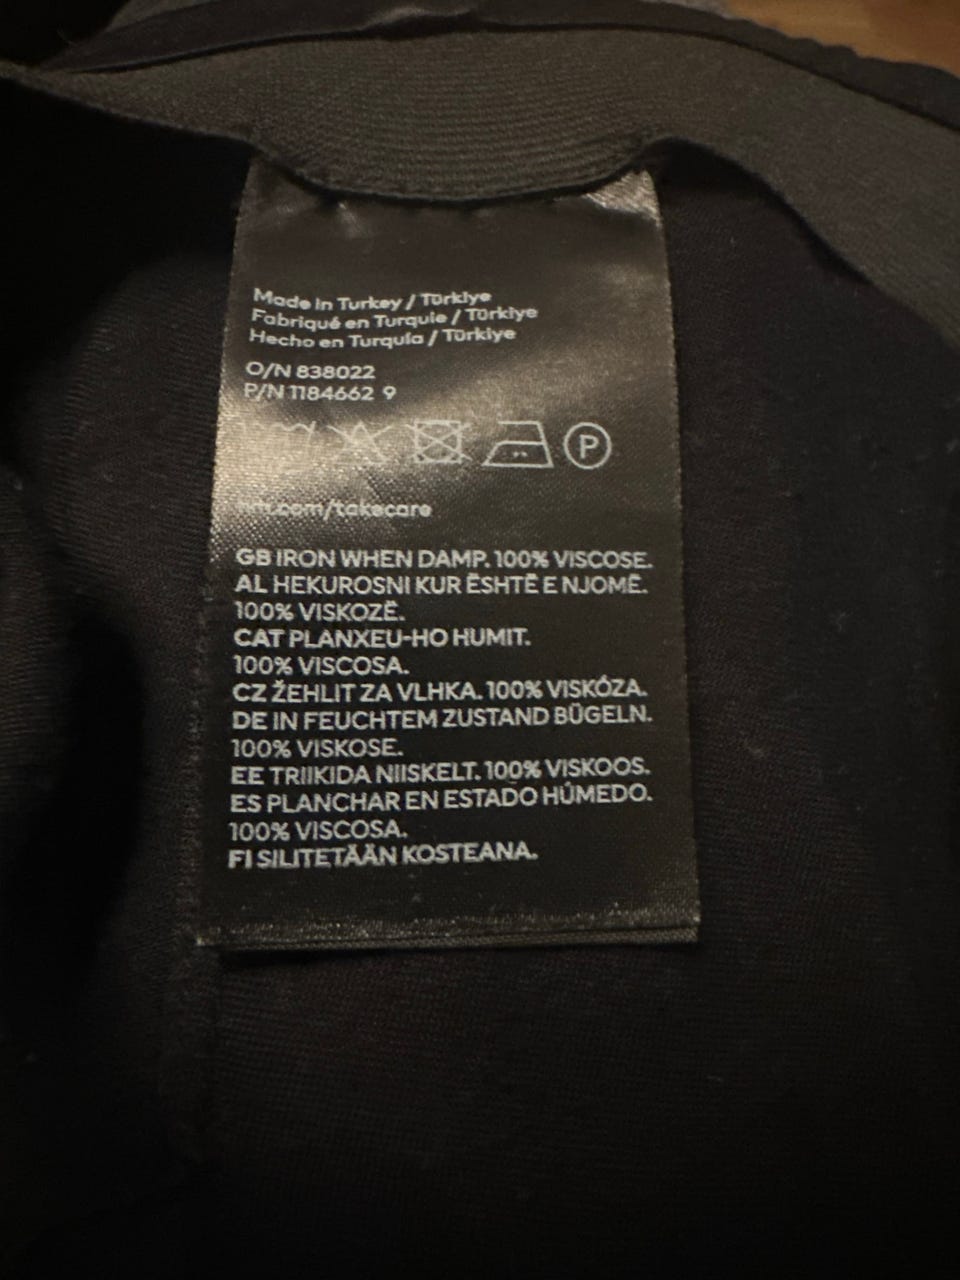 Made in Turkey / Türkiye
Fabriqué en Turquie / Türkiye
Hecho en Turquía / Türkiye
O/N 838022
P/N 1184662 9
P
hm.com/takecare
GB IRON WHEN DAMP. 100% VISCOSE.
AL HEKUROSNI KUR ËSHTË E NJOMË.
100% VISKOZË.
CAT PLANXEU-HO HUMIT.
100% VISCOSA.
CZ ŽEHLIT ZA VLHKA. 100% VISKÓZA.
DE IN FEUCHTEM ZUSTAND BÜGELN.
100% VISKOSE.
EE TRIIKIDA NIISKELT. 100% VISKOOS.
ES PLANCHAR EN ESTADO HÚMEDO.
100% VISCOSA.
FI SILITETÄÄN KOSTEANA.